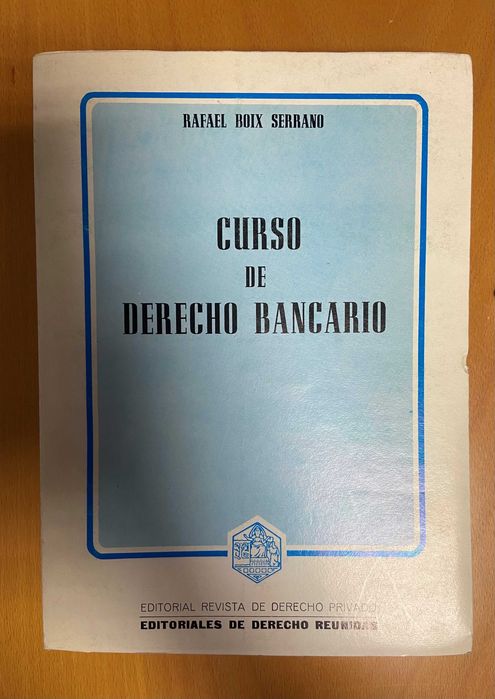 RAFAEL BOIX SERRANO
CURSO
DE
DERECHO BANCARIO
EDITORIAL REVISTA DE DERECHO PRIVADO
EDITORIALES DE DERECHO REUNIDAS